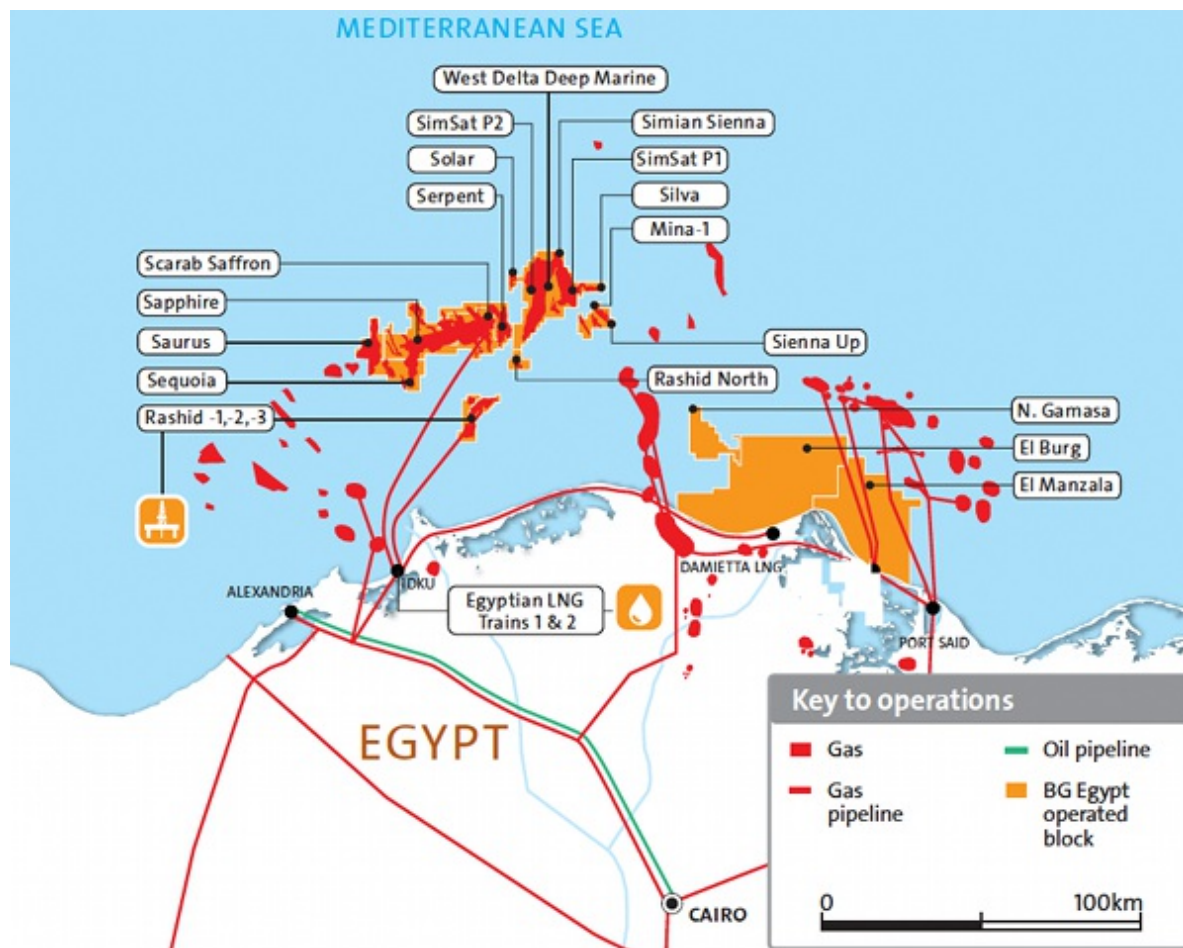 MEDITERRANEAN SEA
West Delta Deep Marine
SimSat P2
Simian Sienna
Solar
SimSat P1
Serpent
Silva
Mina-1
Scarab Saffron
Sapphire
Saurus
Sienna Up
Sequoia
Rashid North
Rashid -1,-2,-3
N. Gamasa
El Burg
El Manzala
ALEXANDRIA
IDKU
DAMIETTA LNG
Egyptian LNG
Trains 1 & 2
PORT SAID
EGYPT
CAIRO
Key to operations
Gas
Oil pipeline
Gas
pipeline
BG Egypt
operated
block
0 100km